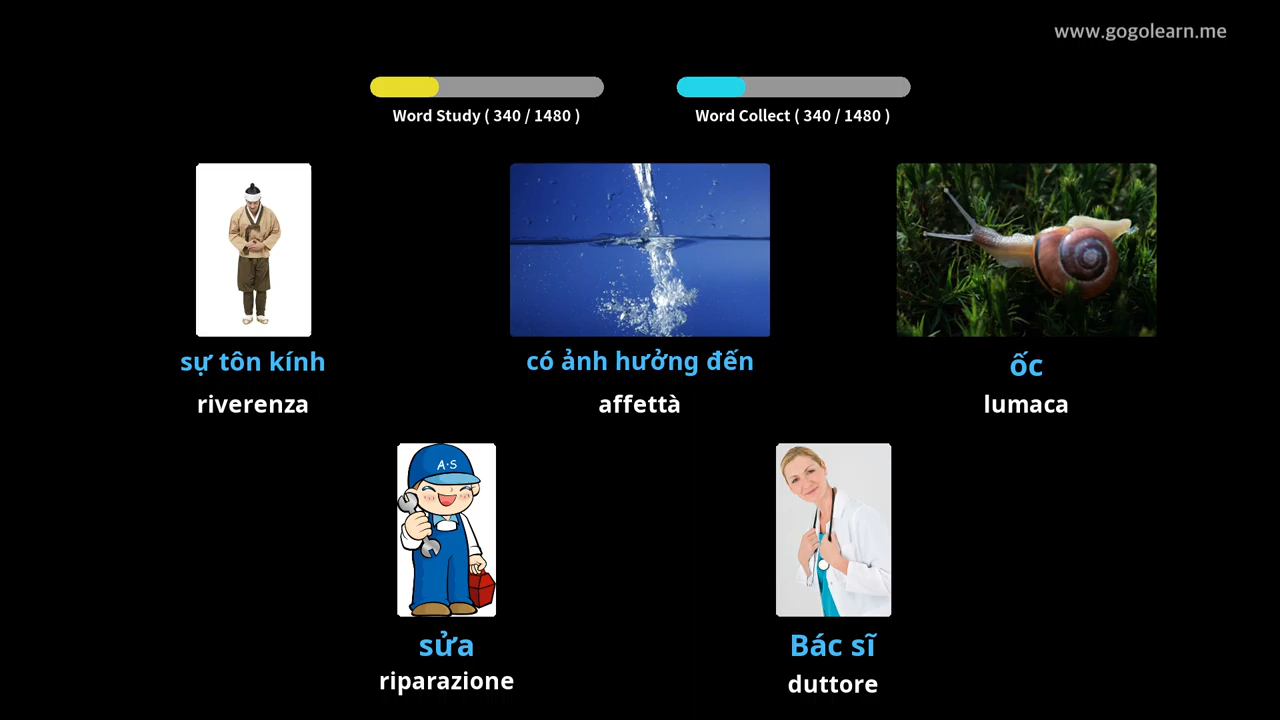 www.gogolearn.me
Word Study ( 340 / 1480 )
Word Collect ( 340 / 1480 )
sự tôn kính
riverenza
có ảnh hưởng đến
affettà
ốc
lumaca
A·S
sửa
riparazione
Bác sĩ
duttore